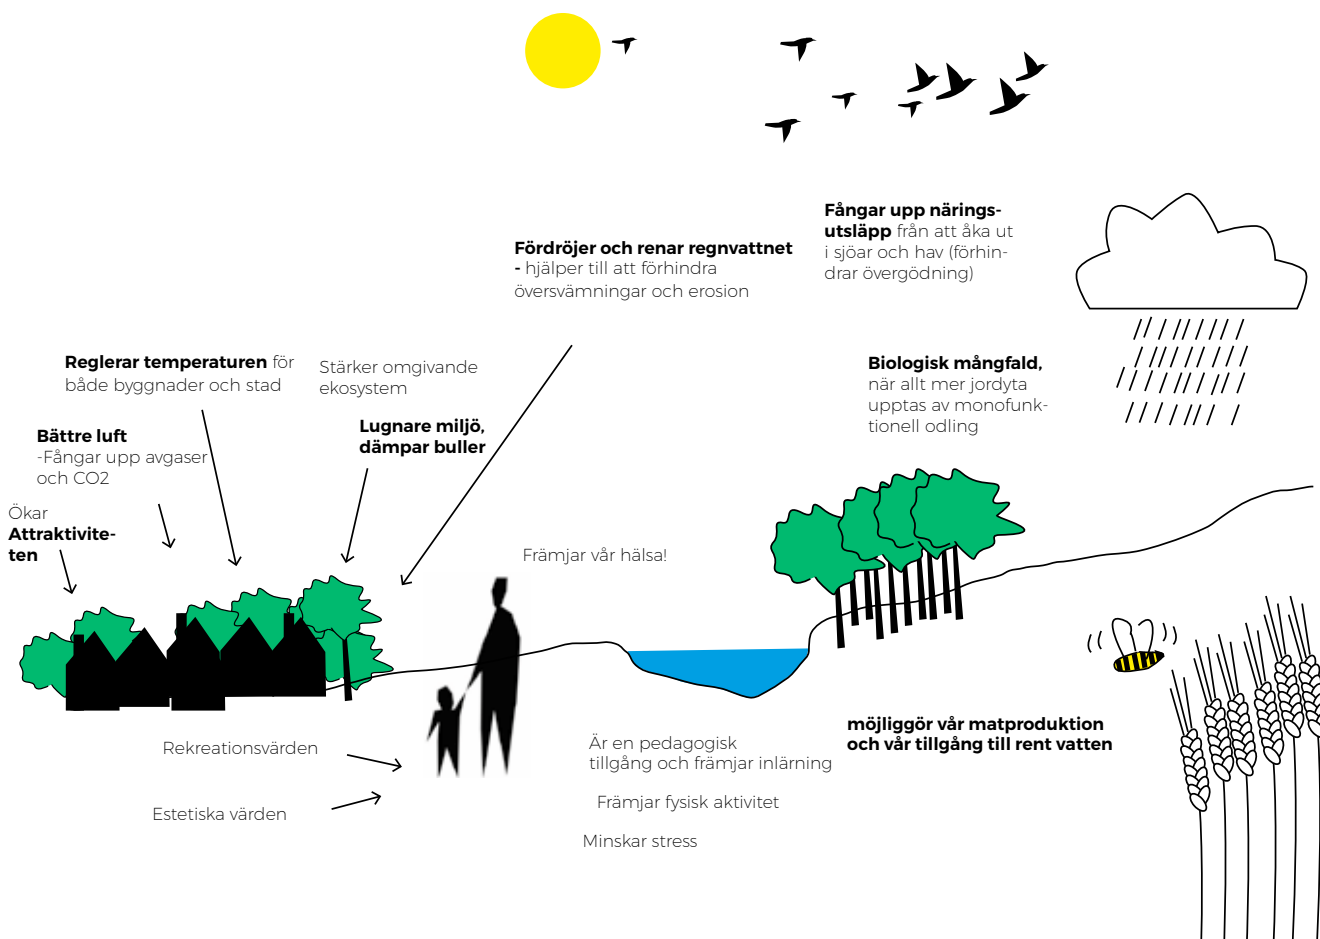 Fångar upp närings-
utsläpp från att åka ut
i sjöar och hav (förhin-
drar övergödning)
Fördröjer och renar regnvattnet
- hjälper till att förhindra
översvämningar och erosion
Reglerar temperaturen för
både byggnader och stad
Stärker omgivande
ekosystem
Biologisk mångfald,
när allt mer jordyta
upptas av monofunk-
tionell odling
Lugnare miljö,
dämpar buller
Bättre luft
-Fångar upp avgaser
och CO2
Ökar
Attraktivite-
ten
Främjar vår hälsa!
möjliggör vår matproduktion
och vår tillgång till rent vatten
Rekreationsvärden
Är en pedagogisk
tillgång och främjar inlärning
Främjar fysisk aktivitet
Estetiska värden
Minskar stress